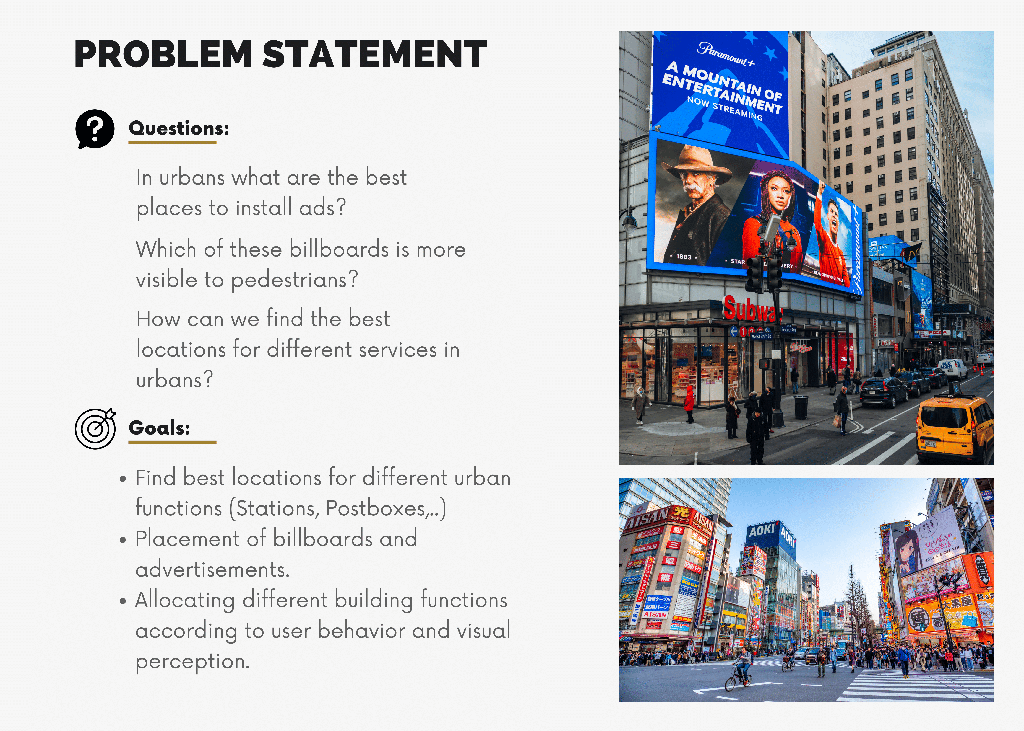 PROBLEM STATEMENT
Questions:
In urbans what are the best
places to install ads?
Which of these billboards is more
visible to pedestrians?
How can we find the best
locations for different services in
urbans?
Goals:
• Find best locations for different urban
functions (Stations, Postboxes,..)
• Placement of billboards and
advertisements.
• Allocating different building functions
according to user behavior and visual
perception.
Paramount+
A MOUNTAIN OF
ENTERTAINMENT
NOW STREAMING
1883
Subway
AOKI